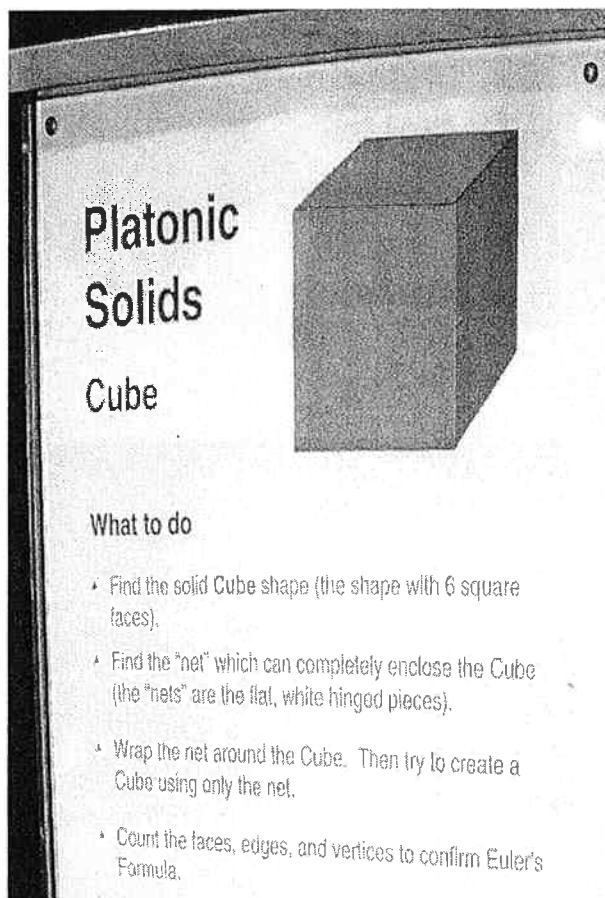 Platonic
Solids
Cube
What to do
• Find the solid Cube shape (the shape with 6 square
faces).
• Find the "net" which can completely enclose the Cube
(the "nets" are the flat, white hinged pieces).
• Wrap the net around the Cube. Then try to create a
Cube using only the net.
• Count the faces, edges, and vertices to confirm Euler's
Formula.